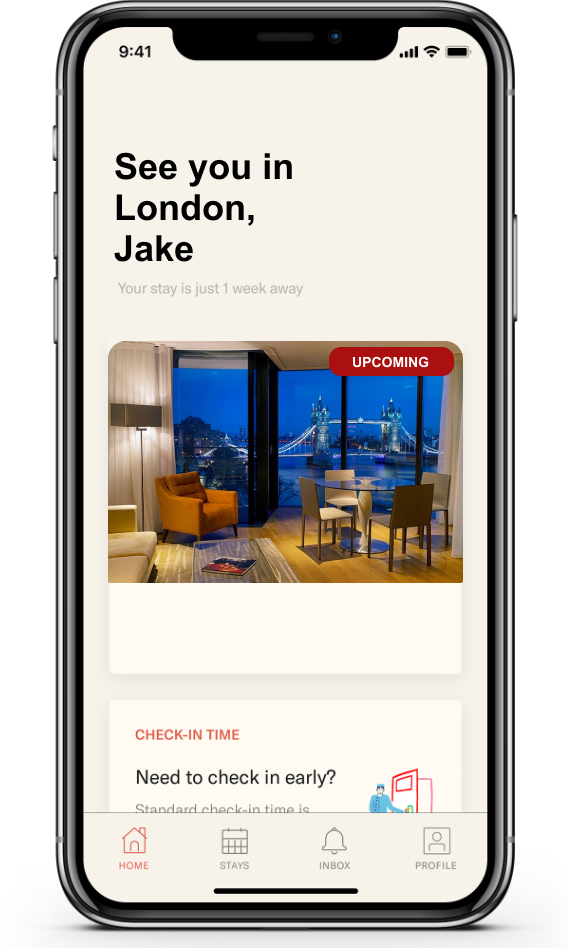 9:41
See you in
London,
Jake
Your stay is just 1 week away
UPCOMING
CHECK-IN TIME
Need to check in early?
Standard check-in time is
HOME STAYS INBOX PROFILE